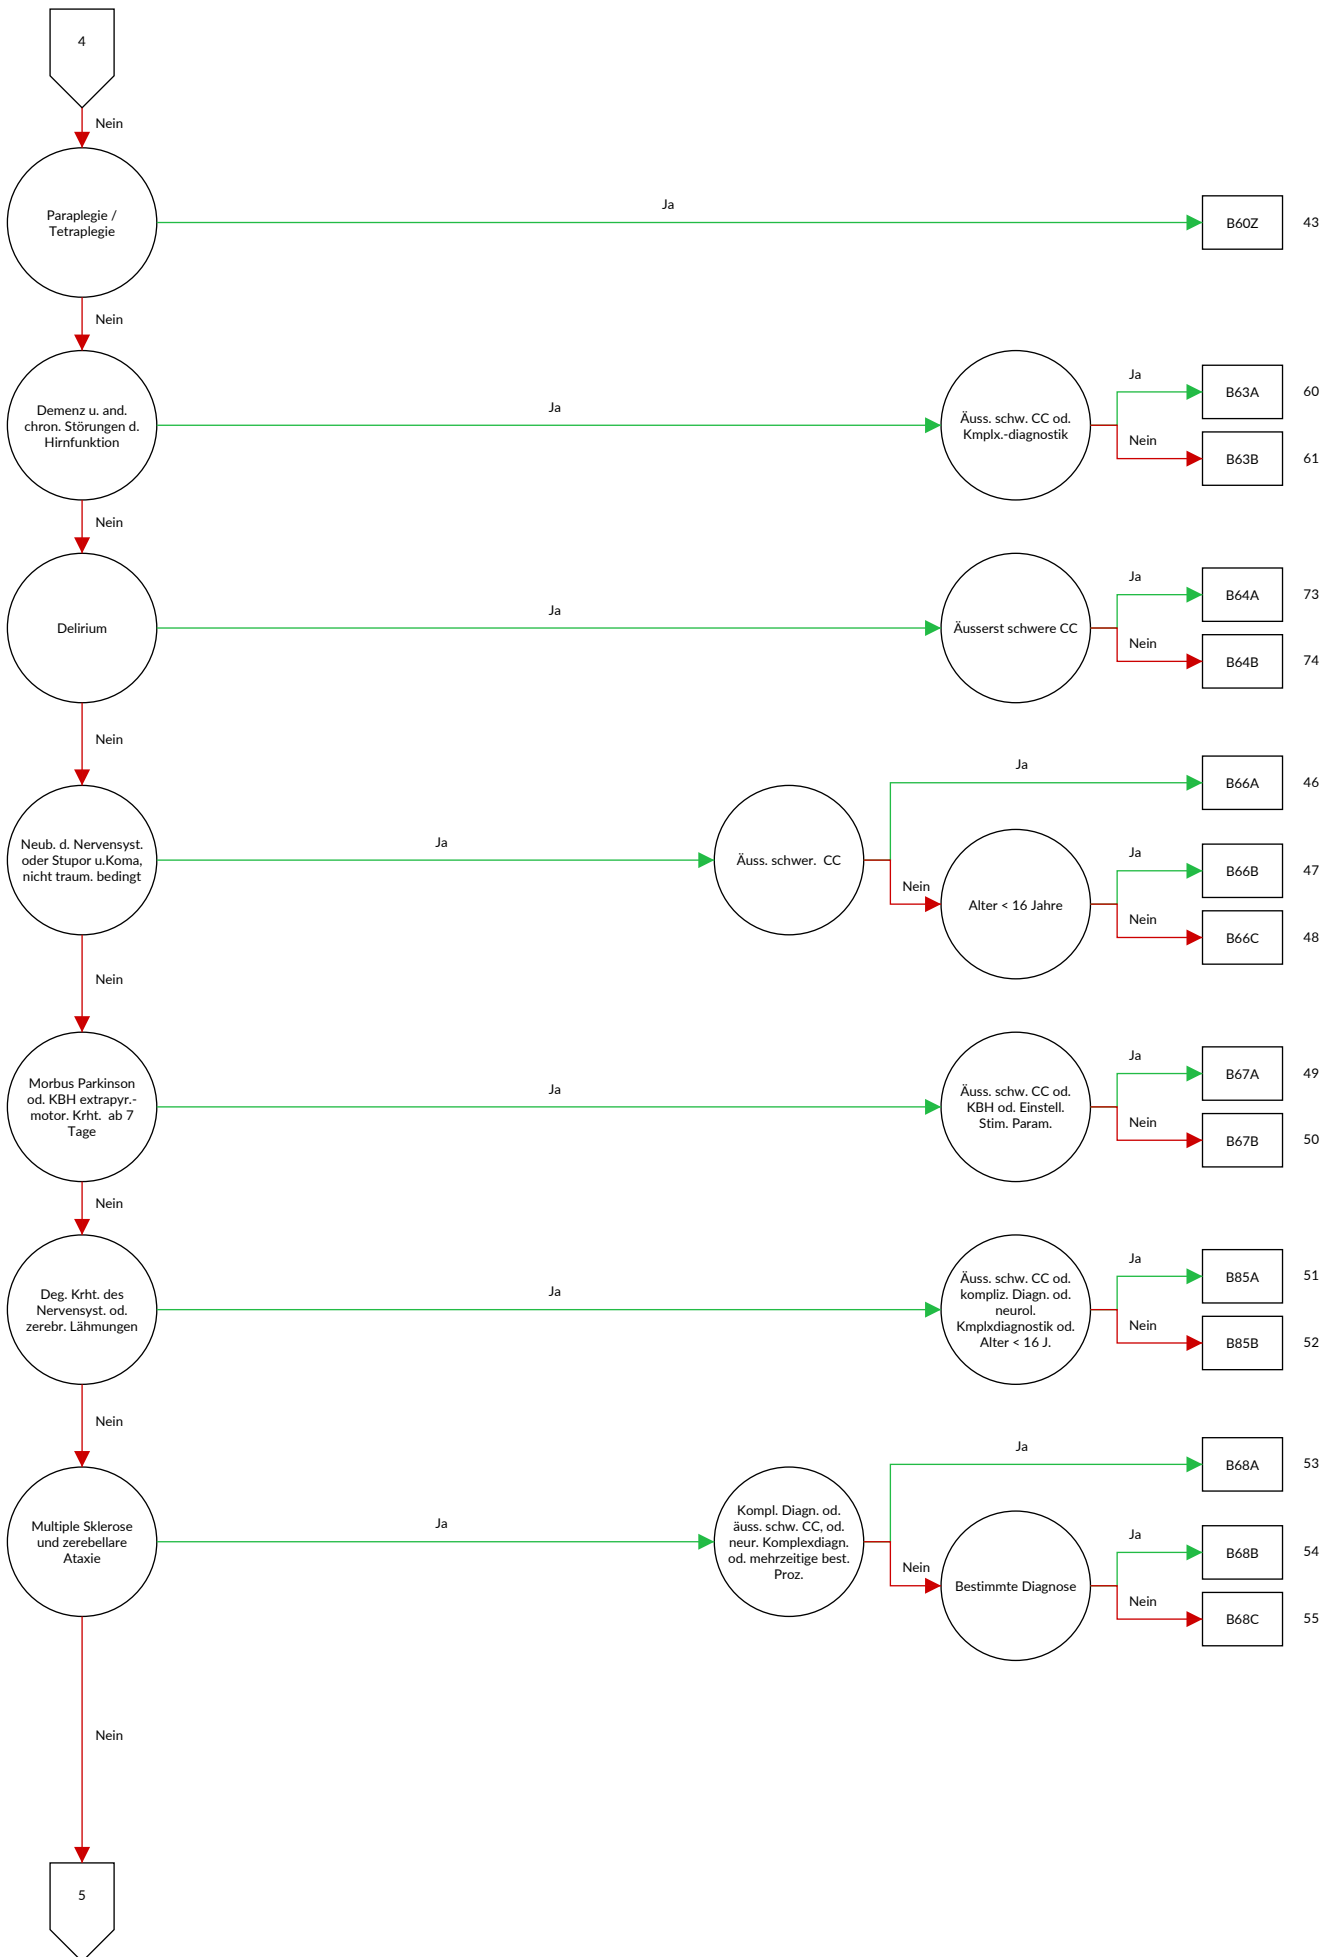 4
Nein
Paraplegie /
Tetraplegie
Ja
B60Z
43
Nein
Demenz u. and.
chron. Störungen d.
Hirnfunktion
Ja
Äuss. schw. CC od.
Kmplx.-diagnostik
Ja
B63A
60
Nein
B63B
61
Nein
Delirium
Ja
Äusserst schwere CC
Ja
B64A
73
Nein
B64B
74
Nein
Neub. d. Nervensyst.
oder Stupor u.Koma,
nicht traum. bedingt
Ja
Äuss. schwer. CC
Ja
B66A
46
Nein
Alter < 16 Jahre
Ja
B66B
47
Nein
B66C
48
Nein
Morbus Parkinson
od. KBH extrapyr.-
motor. Krht. ab 7
Tage
Ja
Äuss. schw. CC od.
KBH od. Einstell.
Stim. Param.
Ja
B67A
49
Nein
B67B
50
Nein
Deg. Krht. des
Nervensyst. od.
zerebr. Lähmungen
Ja
Äuss. schw. CC od.
kompliz. Diagn. od.
neurol.
Kmplxdiagnostik od.
Alter < 16 J.
Ja
B85A
51
Nein
B85B
52
Nein
Multiple Sklerose
und zerebellare
Ataxie
Ja
Kompl. Diagn. od.
äuss. schw. CC, od.
neur. Komplexdiagn.
od. mehrzeitige best.
Proz.
Ja
B68A
53
Nein
Bestimmte Diagnose
Ja
B68B
54
Nein
B68C
55
Nein
5